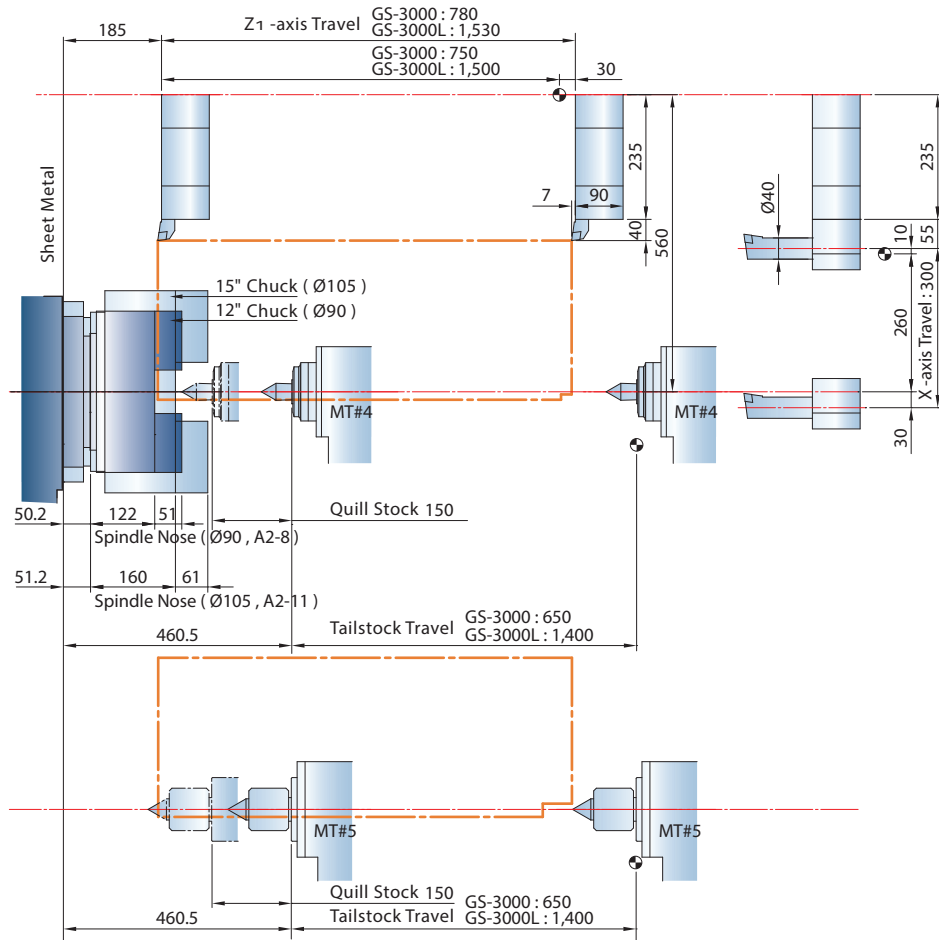 185
Z1 -axis Travel
GS-3000 : 780
GS-3000L : 1,530
GS-3000 : 750
GS-3000L : 1,500
30
Sheet Metal
235
7
90
40
560
Ø40
235
55
10
260
X -axis Travel : 300
30
15" Chuck ( Ø105 )
12" Chuck ( Ø90 )
MT#4
MT#4
50.2
122
51
Quill Stock 150
Spindle Nose ( Ø90 , A2-8 )
51.2
160
61
Spindle Nose ( Ø105 , A2-11 )
460.5
Tailstock Travel
GS-3000 : 650
GS-3000L : 1,400
MT#5
MT#5
Quill Stock 150
460.5
Tailstock Travel
GS-3000 : 650
GS-3000L : 1,400